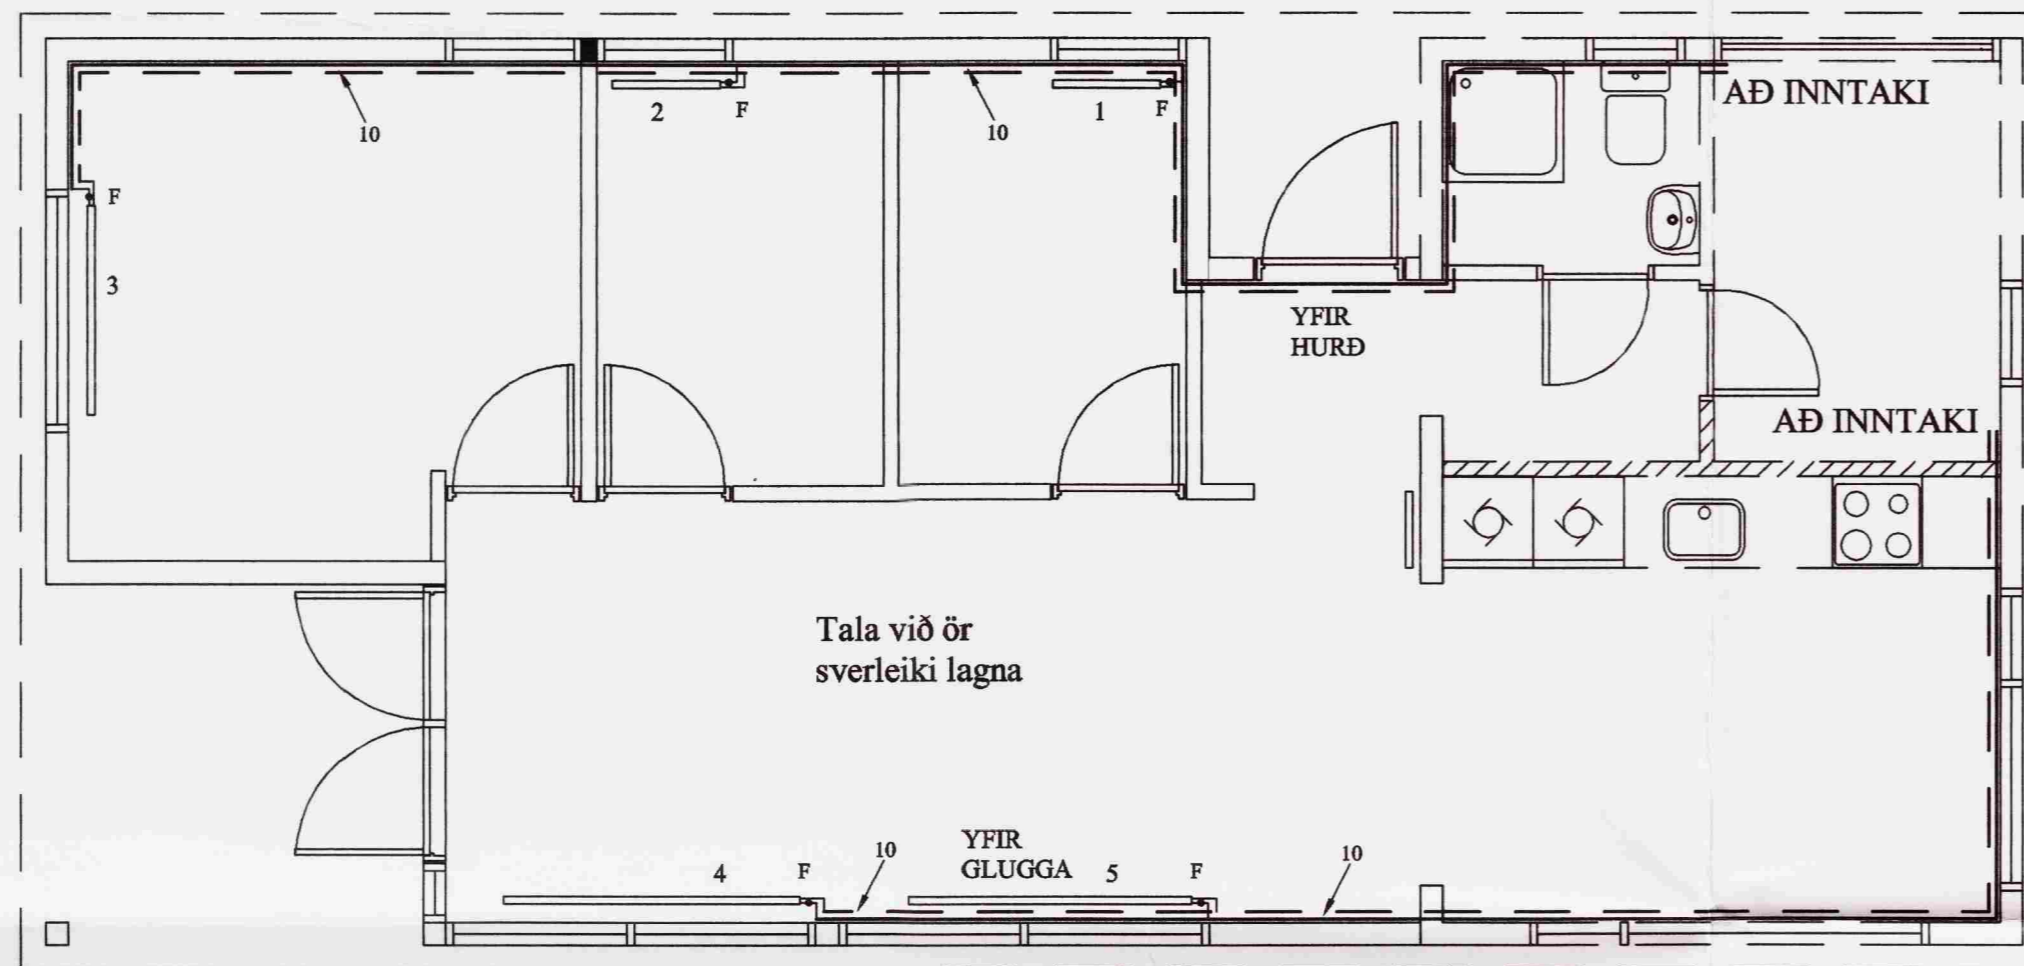 AÐ INNTAKI
2
F
1
F
10
10
F
3
YFIR
HURÐ
AÐ INNTAKI
Tala við ör
sverleiki lagna
YFIR
GLUGGA
10
10
4
F
5
F